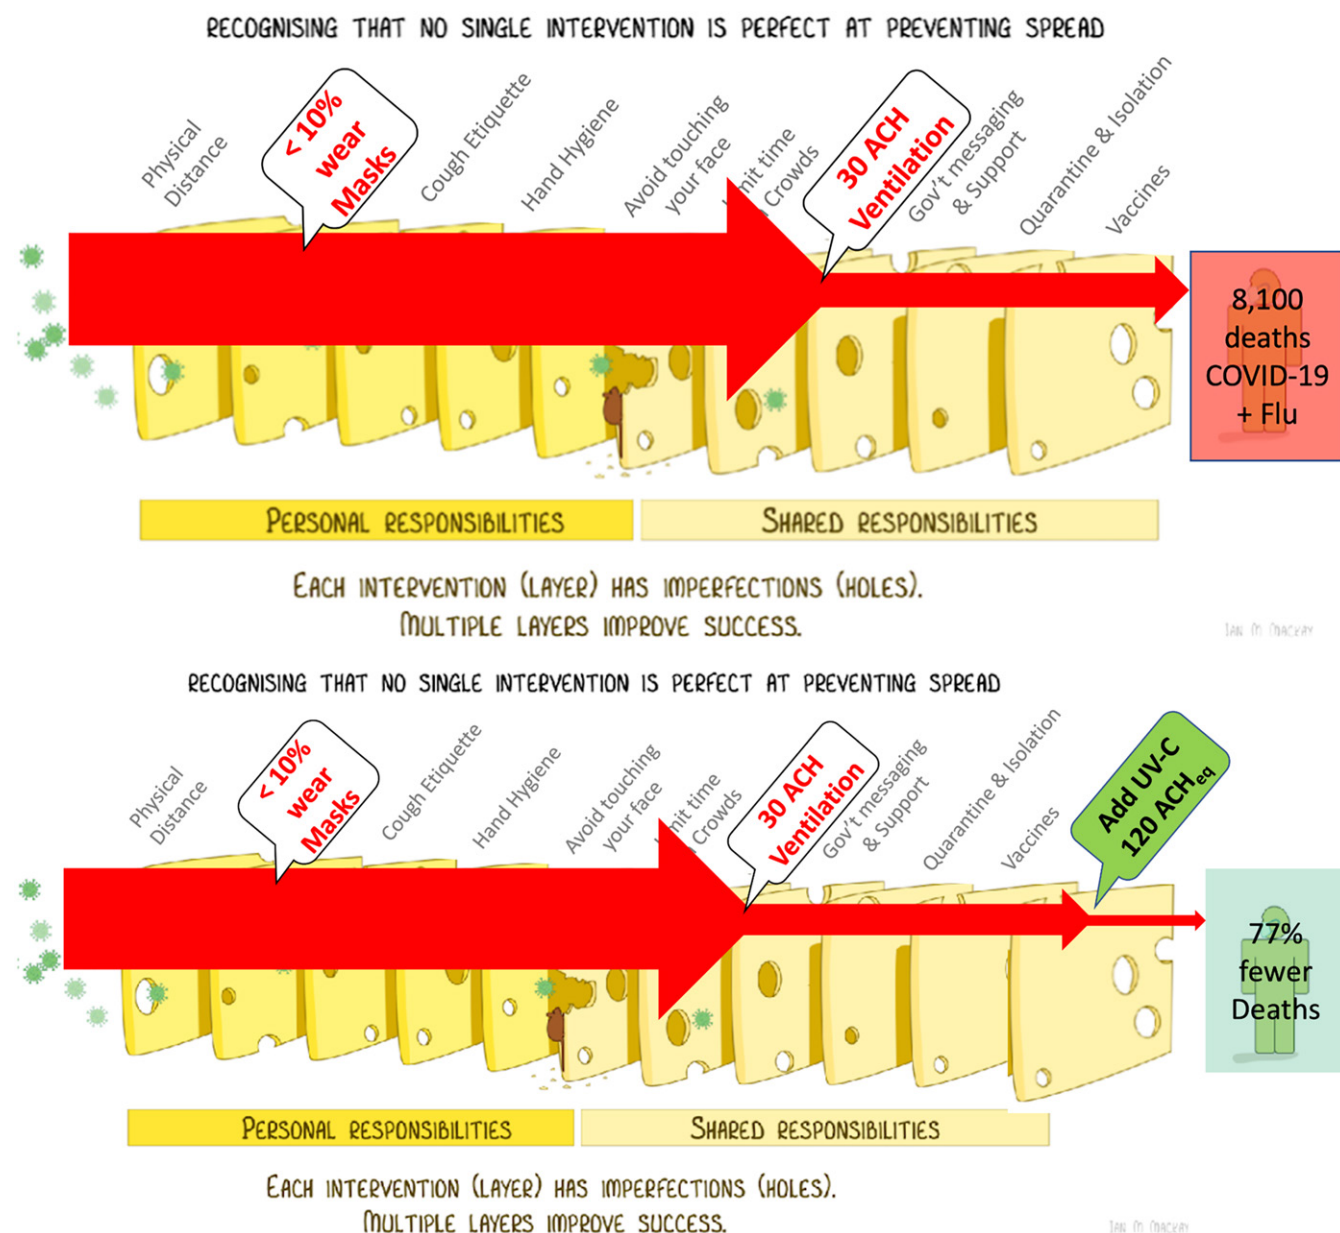 RECOGNISING THAT NO SINGLE INTERVENTION IS PERFECT AT PREVENTING SPREAD
Physical
Distance
< 10%
wear
Masks
Cough Etiquette
Hand Hygiene
Avoid touching
your face
mit time
Crowds
30 ACH
Ventilation
Gov't messaging
& Support
Quarantine & Isolation
Vaccines
8,100
deaths
COVID-19
+ Flu
PERSONAL RESPONSIBILITIES
SHARED RESPONSIBILITIES
EACH INTERVENTION (LAYER) HAS IMPERFECTIONS (HOLES).
MULTIPLE LAYERS IMPROVE SUCCESS.
IAN M MACKAY
RECOGNISING THAT NO SINGLE INTERVENTION IS PERFECT AT PREVENTING SPREAD
Physical
Distance
< 10%
wear
Masks
Cough Etiquette
Hand Hygiene
Avoid touching
your face
mit time
Crowds
30 ACH
Ventilation
Gov't messaging
& Support
Quarantine & Isolation
Vaccines
Add UV-C
120 ACHeq
77%
fewer
Deaths
PERSONAL RESPONSIBILITIES
SHARED RESPONSIBILITIES
EACH INTERVENTION (LAYER) HAS IMPERFECTIONS (HOLES).
MULTIPLE LAYERS IMPROVE SUCCESS.
IAN M MACKAY